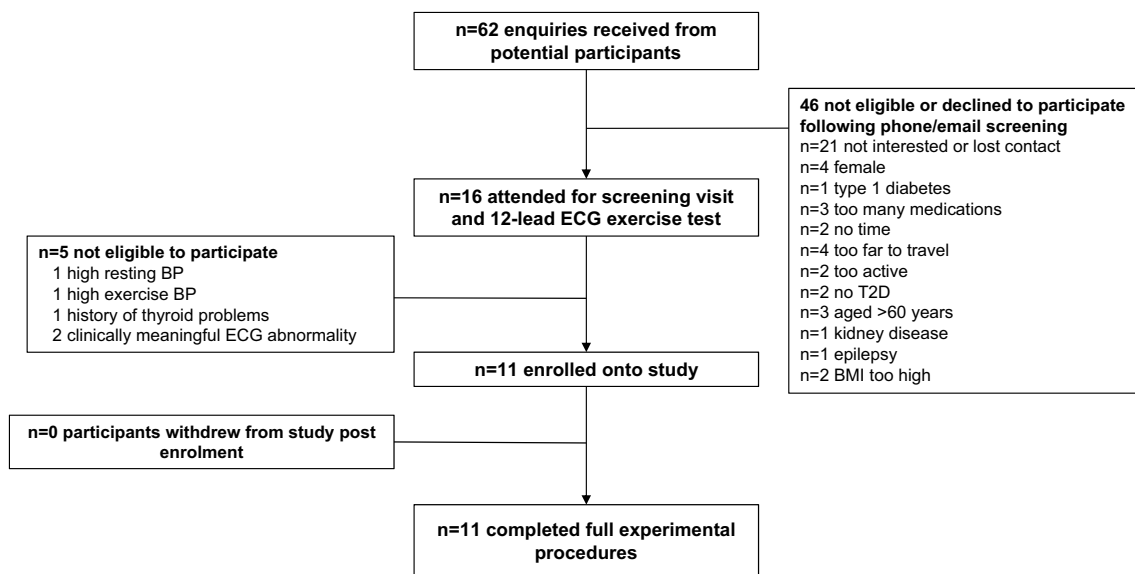 n=62 enquiries received from
potential participants
46 not eligible or declined to participate
following phone/email screening
n=21 not interested or lost contact
n=4 female
n=1 type 1 diabetes
n=3 too many medications
n=2 no time
n=4 too far to travel
n=2 too active
n=2 no T2D
n=3 aged >60 years
n=1 kidney disease
n=1 epilepsy
n=2 BMI too high
n=16 attended for screening visit
and 12-lead ECG exercise test
n=5 not eligible to participate
1 high resting BP
1 high exercise BP
1 history of thyroid problems
2 clinically meaningful ECG abnormality
n=11 enrolled onto study
n=0 participants withdrew from study post
enrolment
n=11 completed full experimental
procedures